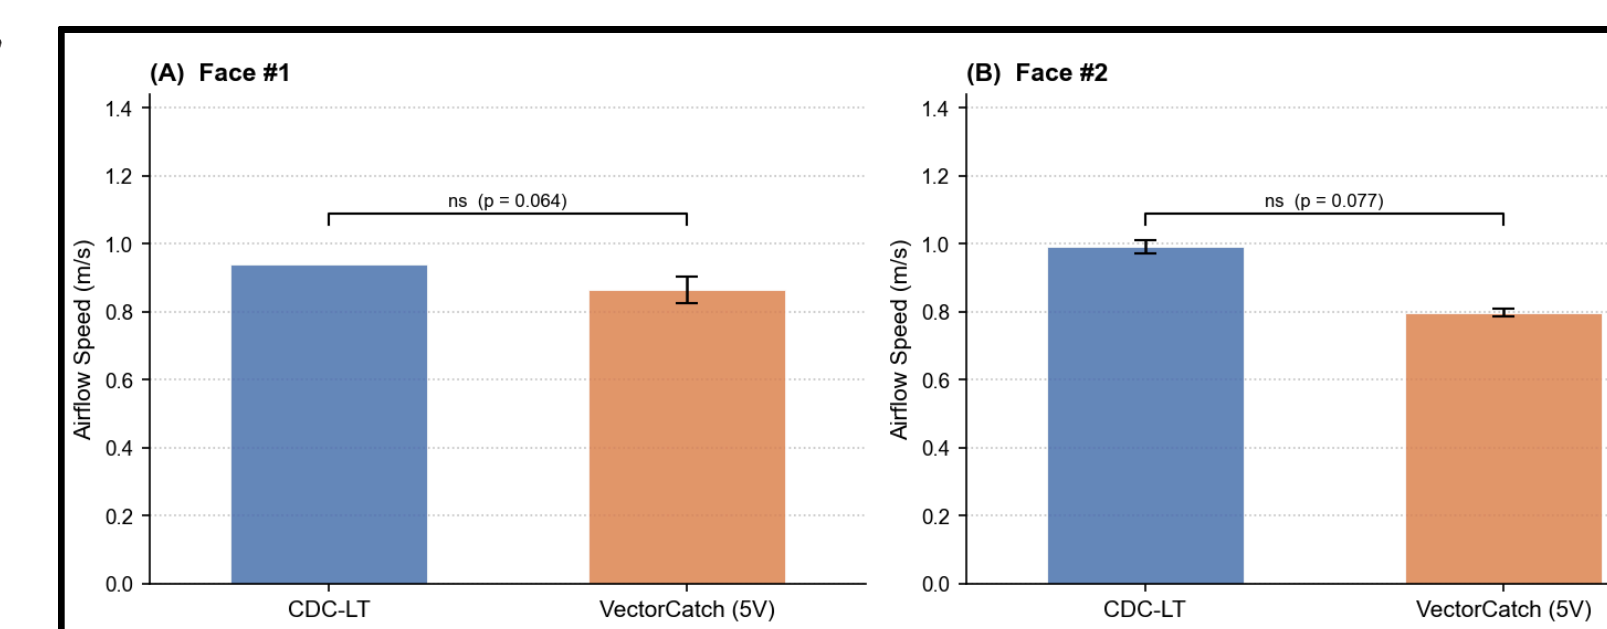 (A) Face #1
1.4
1.2
ns (p = 0.064)
1.0
0.8
0.6
0.4
0.2
0.0
Airflow Speed (m/s)
CDC-LT
VectorCatch (5V)
(B) Face #2
1.4
1.2
ns (p = 0.077)
1.0
0.8
0.6
0.4
0.2
0.0
Airflow Speed (m/s)
CDC-LT
VectorCatch (5V)